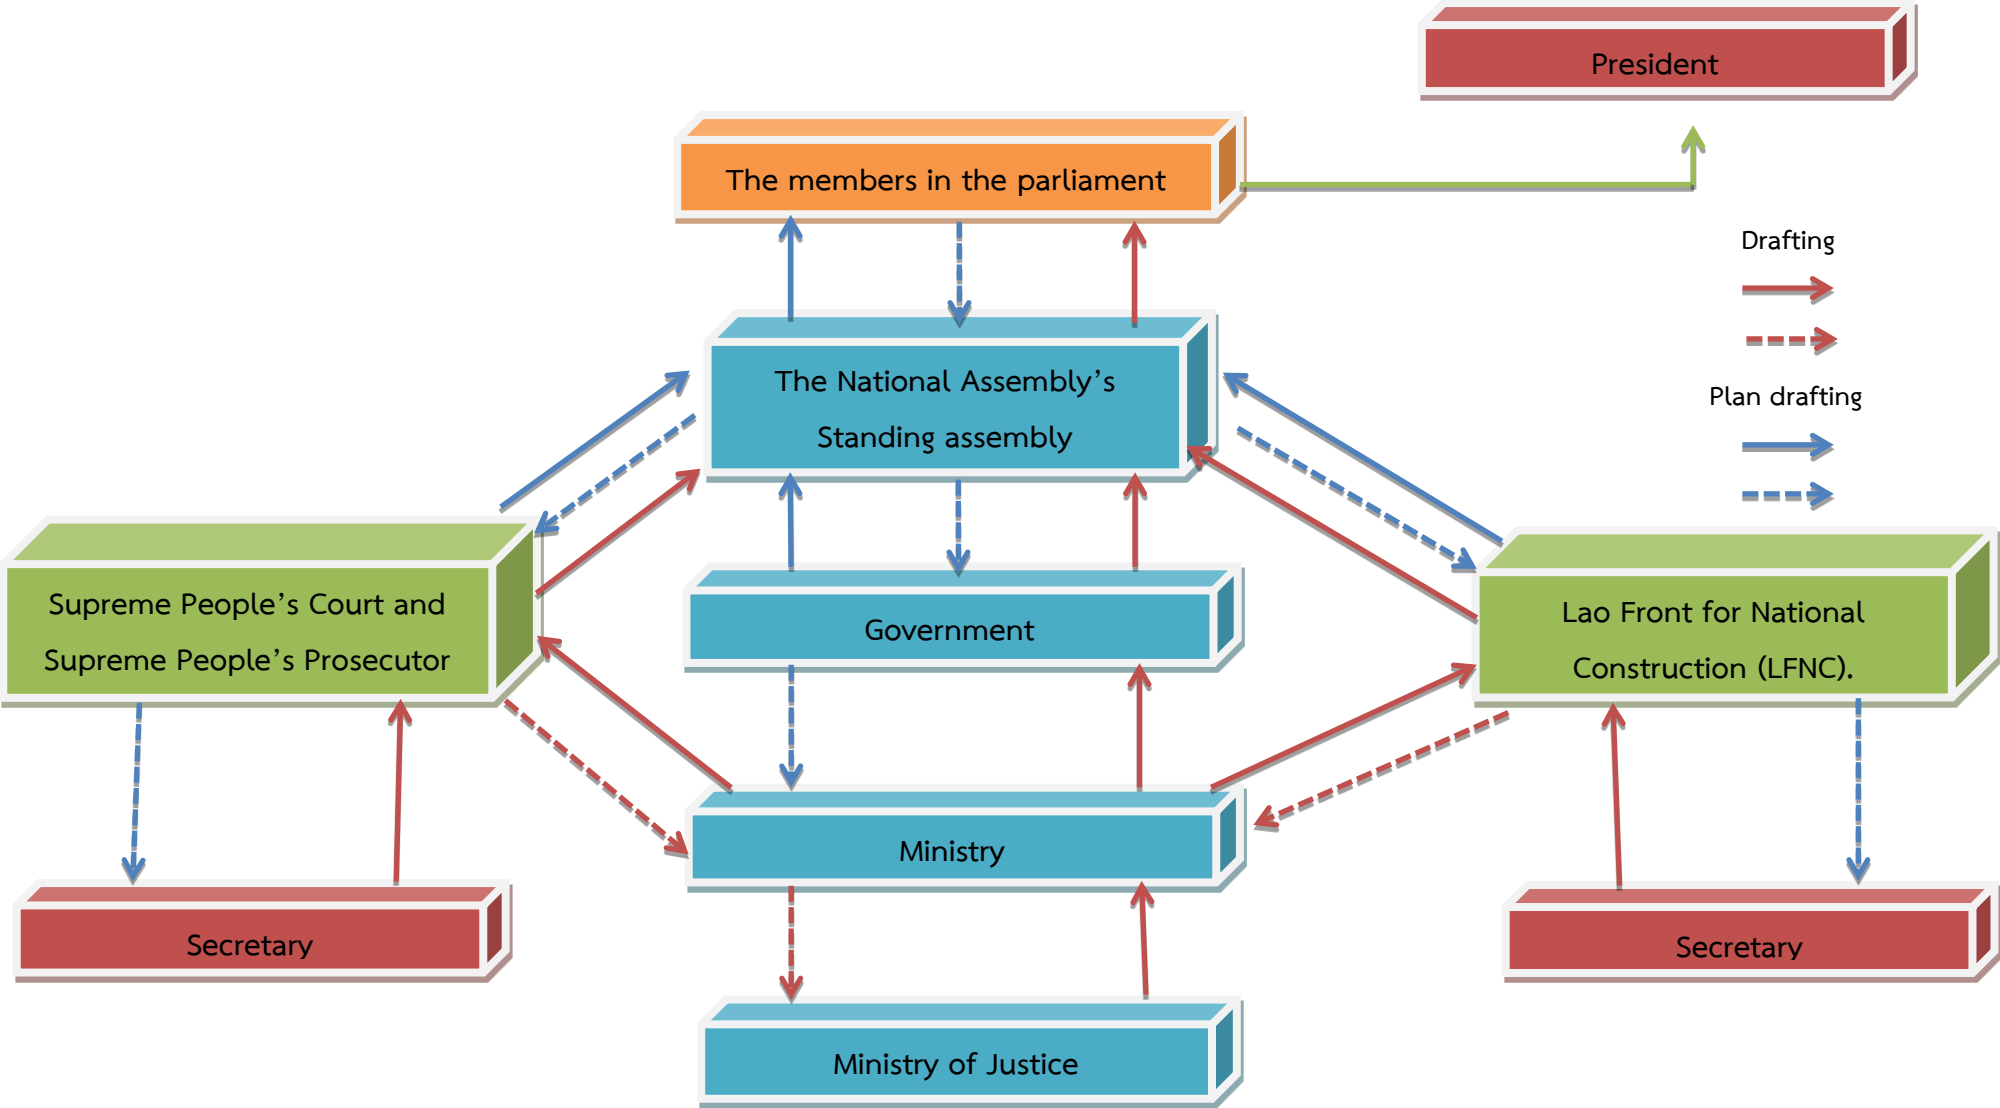 President
The members in the parliament
Drafting
The National Assembly’s
Standing assembly
Plan drafting
Supreme People’s Court and
Supreme People’s Prosecutor
Government
Lao Front for National
Construction (LFNC).
Ministry
Secretary
Secretary
Ministry of Justice